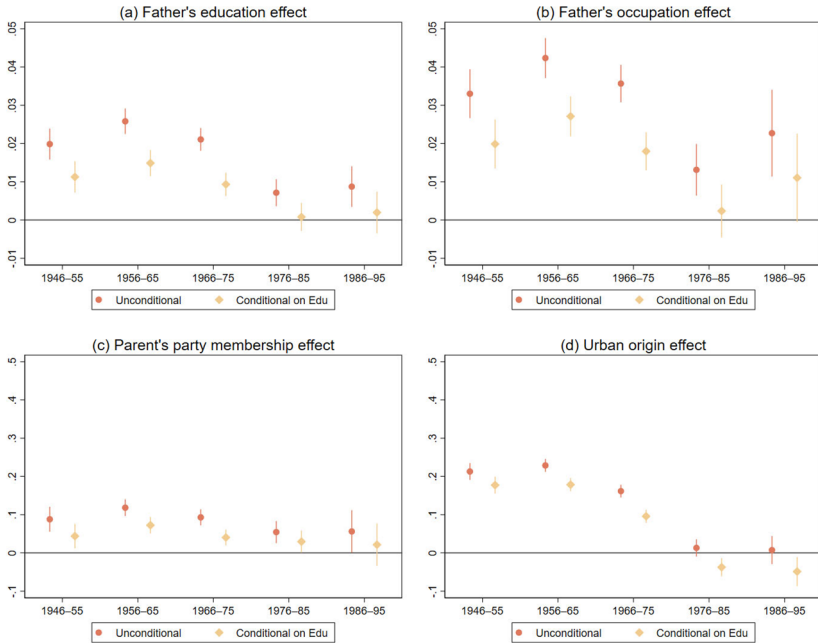 (a) Father's education effect
.05
.04
.03
.02
.01
0
-.01
1946–55 1956–65 1966–75 1976–85 1986–95
Unconditional Conditional on Edu
(b) Father's occupation effect
.05
.04
.03
.02
.01
0
-.01
1946–55 1956–65 1966–75 1976–85 1986–95
Unconditional Conditional on Edu
(c) Parent's party membership effect
.5
.4
.3
.2
.1
0
-.1
1946–55 1956–65 1966–75 1976–85 1986–95
Unconditional Conditional on Edu
(d) Urban origin effect
.5
.4
.3
.2
.1
0
-.1
1946–55 1956–65 1966–75 1976–85 1986–95
Unconditional Conditional on Edu